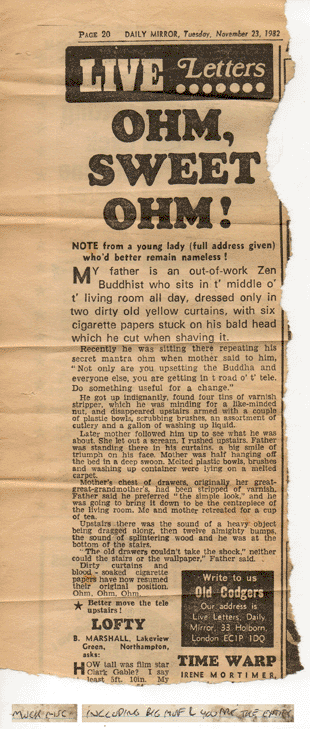 PAGE 20 DAILY MIRROR, Tuesday, November 23, 1982
LIVE Letters
OHM,
SWEET
OHM!
NOTE from a young lady (full address given)
who'd better remain nameless!
MY father is an out-of-work Zen
Buddhist who sits in t' middle o'
t' living room all day, dressed only in
two dirty old yellow curtains, with six
cigarette papers stuck on his bald head
which he cut when shaving it.
Recently he was sitting there repeating his
secret mantra ohm when mother said to him,
"Not only are you upsetting the Buddha and
everyone else, you are getting in t road o' t' tele.
Do something useful for a change."
He got up indignantly, found four tins of varnish
stripper, which he was minding for a like-minded
nut, and disappeared upstairs armed with a couple
of plastic bowls, scrubbing brushes, an assortment of
cutlery and a gallon of washing up liquid.
Later mother followed him up to see what he was
about. She let out a scream. I rushed upstairs. Father
was standing there in his curtains, a big smile of
triumph on his face. Mother was half hanging off
the bed in a deep swoon. Melted plastic bowls, brushes
and washing up container were lying on a melted
carpet.
Mother's chest of drawers, originally her great-
great-grandmother's, had been stripped of varnish.
Father said he preferred "the simple look," and he
was going to bring it down to be the centrepiece of
the living room. Me and mother retreated for a cup
of tea.
Upstairs there was the sound of a heavy object
being dragged along, then twelve almighty bumps,
the sound of splintering wood and he was at the
bottom of the stairs.
"The old drawers couldn't take the shock," neither
could the stairs or the wallpaper," Father said.
Dirty curtains and
blood-soaked cigarette
papers have now resumed
their original position.
Ohm, Ohm, Ohm.
★ Better move the tele
upstairs!
LOFTY
B. MARSHALL, Lakeview
Green, Northampton,
asks:
HOW tall was film star
Clark Gable? I say
least 5ft. 10in. My
Write to us
Old Codgers
Our address is
Live Letters, Daily
Mirror, 33 Holborn,
London EC1P 1DQ
TIME WARP
IRENE MORTIMER,
INCLUDING BIG
YOU ARE THE